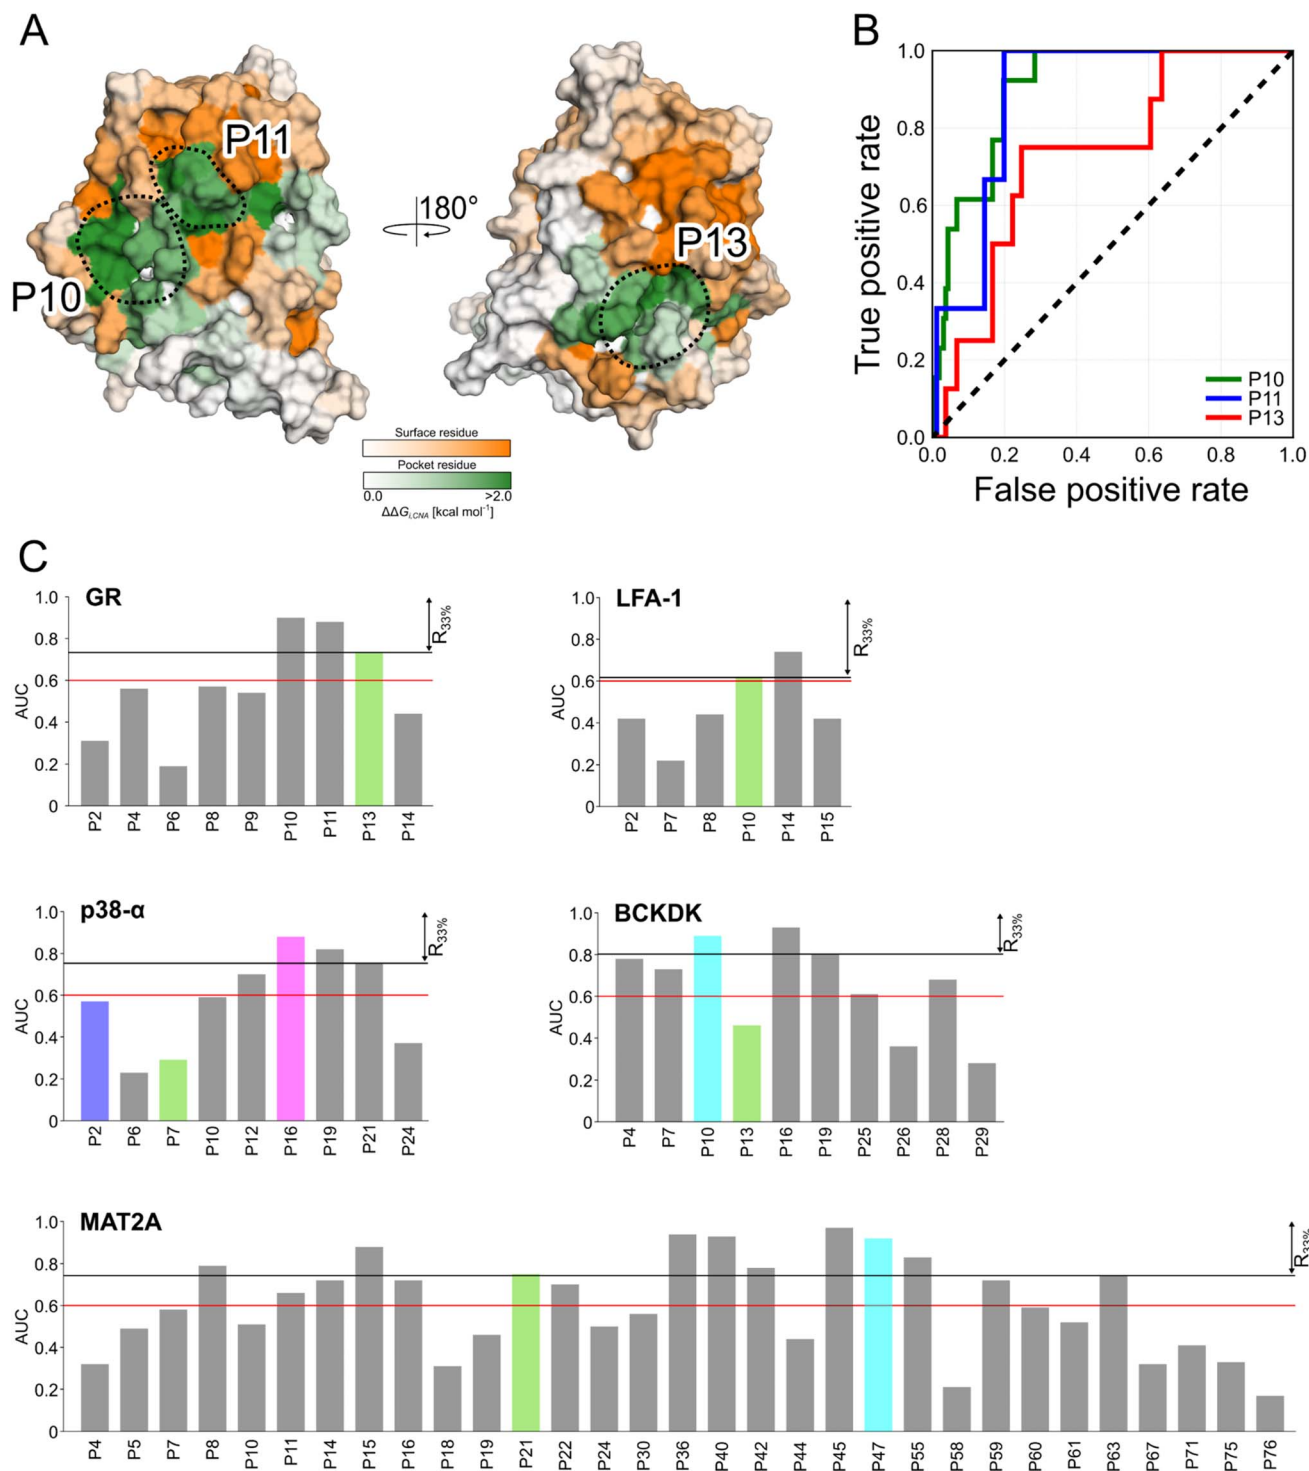 A
P11
P10
180°
P13
Surface residue
Pocket residue
0.0 >2.0
ΔΔG_LCNA [kcal mol⁻¹]
B
True positive rate
1.0
0.8
0.6
0.4
0.2
0.0
0.0 0.2 0.4 0.6 0.8 1.0
False positive rate
P10
P11
P13
C
GR
AUC
1.0
0.8
0.6
0.4
0.2
0
R33%
P2 P4 P6 P8 P9 P10 P11 P13 P14
LFA-1
AUC
1.0
0.8
0.6
0.4
0.2
0
R33%
P2 P7 P8 P10 P14 P15
p38-α
AUC
1.0
0.8
0.6
0.4
0.2
0
R33%
P2 P6 P7 P10 P12 P16 P19 P21 P24
BCKDK
AUC
1.0
0.8
0.6
0.4
0.2
0
R33%
P4 P7 P10 P13 P16 P19 P25 P26 P28 P29
MAT2A
AUC
1.0
0.8
0.6
0.4
0.2
0
R33%
P4 P5 P7 P8 P10 P11 P14 P15 P16 P18 P19 P21 P22 P24 P30 P36 P40 P42 P44 P45 P47 P55 P58 P59 P60 P61 P63 P67 P71 P75 P76